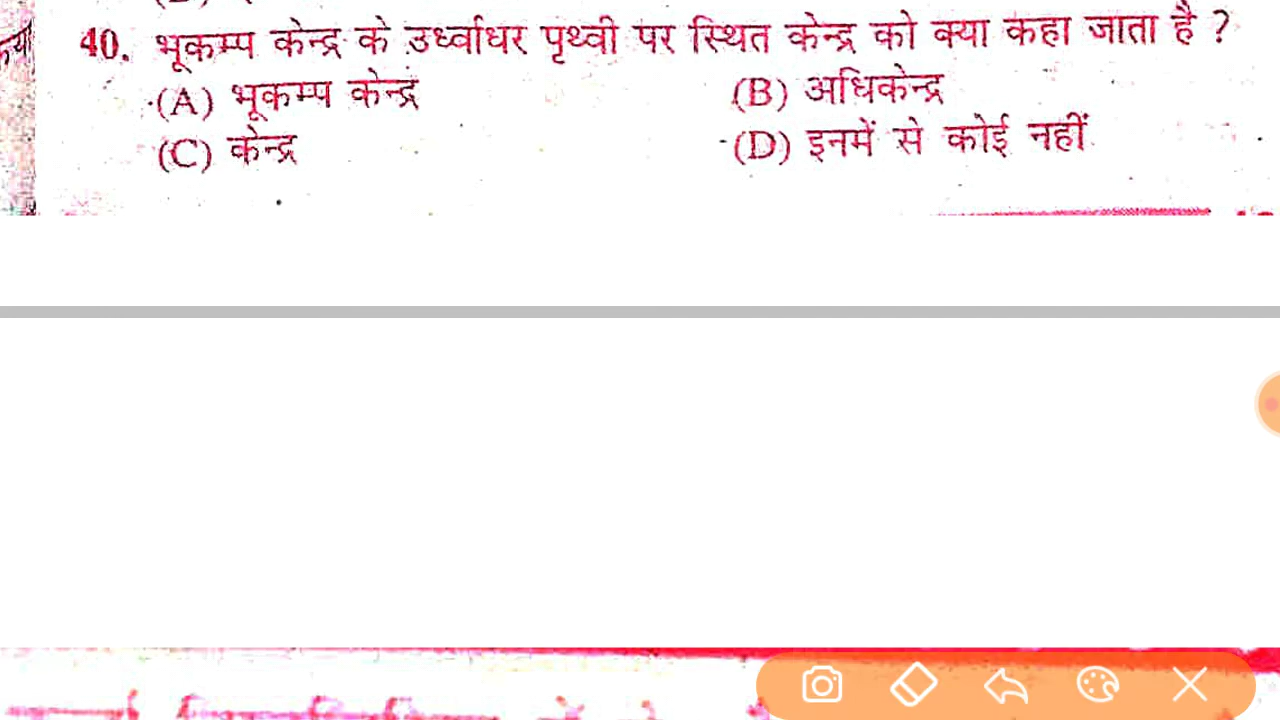 40. भूकम्प केन्द्र के उर्ध्वाधर पृथ्वी पर स्थित केन्द्र को क्या कहा जाता है ?
(A) भूकम्प केन्द्र (B) अधिकेन्द्र
(C) केन्द्र (D) इनमें से कोई नहीं